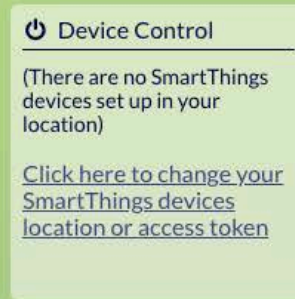 Device Control
(There are no SmartThings
devices set up in your
location)
Click here to change your
SmartThings devices
location or access token